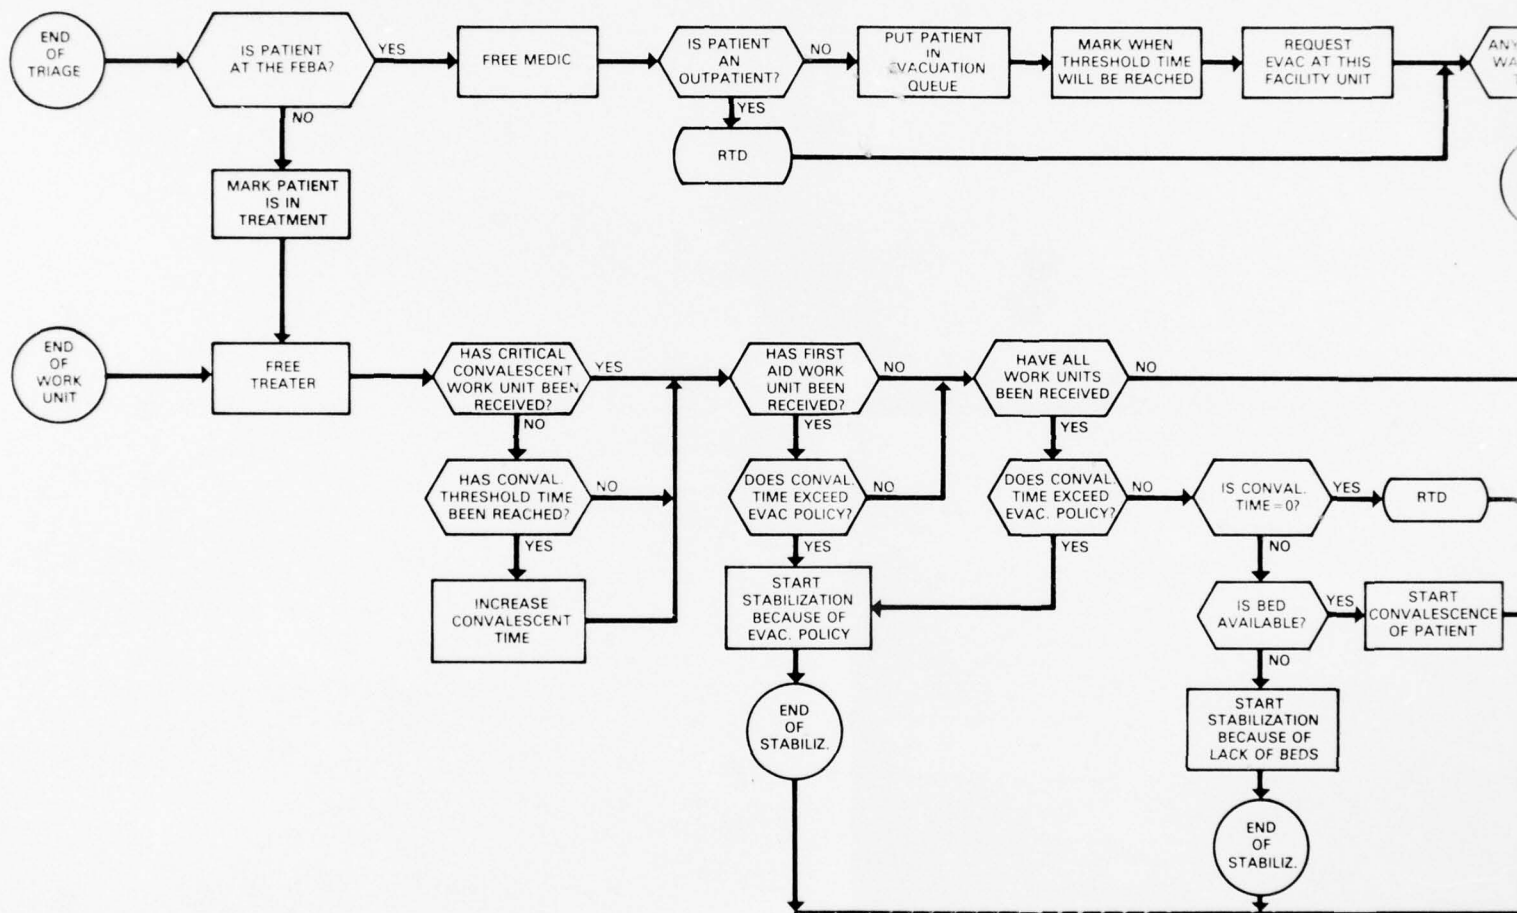 END
OF
TRIAGE
IS PATIENT
AT THE FEBA?
YES
FREE MEDIC
IS PATIENT
AN
OUTPATIENT?
NO
PUT PATIENT
IN
EVACUATION
QUEUE
MARK WHEN
THRESHOLD TIME
WILL BE REACHED
REQUEST
EVAC AT THIS
FACILITY UNIT
ANY
NO
YES
RTD
MARK PATIENT
IS IN
TREATMENT
END
OF
WORK
UNIT
FREE
TREATER
HAS CRITICAL
CONVALESCENT
WORK UNIT BEEN
RECEIVED?
YES
HAS FIRST
AID WORK
UNIT BEEN
RECEIVED?
NO
HAVE ALL
WORK UNITS
BEEN RECEIVED
NO
NO
YES
YES
HAS CONVAL.
THRESHOLD TIME
BEEN REACHED?
NO
DOES CONVAL.
TIME EXCEED
EVAC POLICY?
NO
DOES CONVAL.
TIME EXCEED
EVAC. POLICY?
NO
IS CONVAL.
TIME=0?
YES
RTD
YES
YES
YES
NO
INCREASE
CONVALESCENT
TIME
START
STABILIZATION
BECAUSE OF
EVAC. POLICY
IS BED
AVAILABLE?
YES
START
CONVALESCENCE
OF PATIENT
NO
END
OF
STABILIZ.
START
STABILIZATION
BECAUSE OF
LACK OF BEDS
END
OF
STABILIZ.